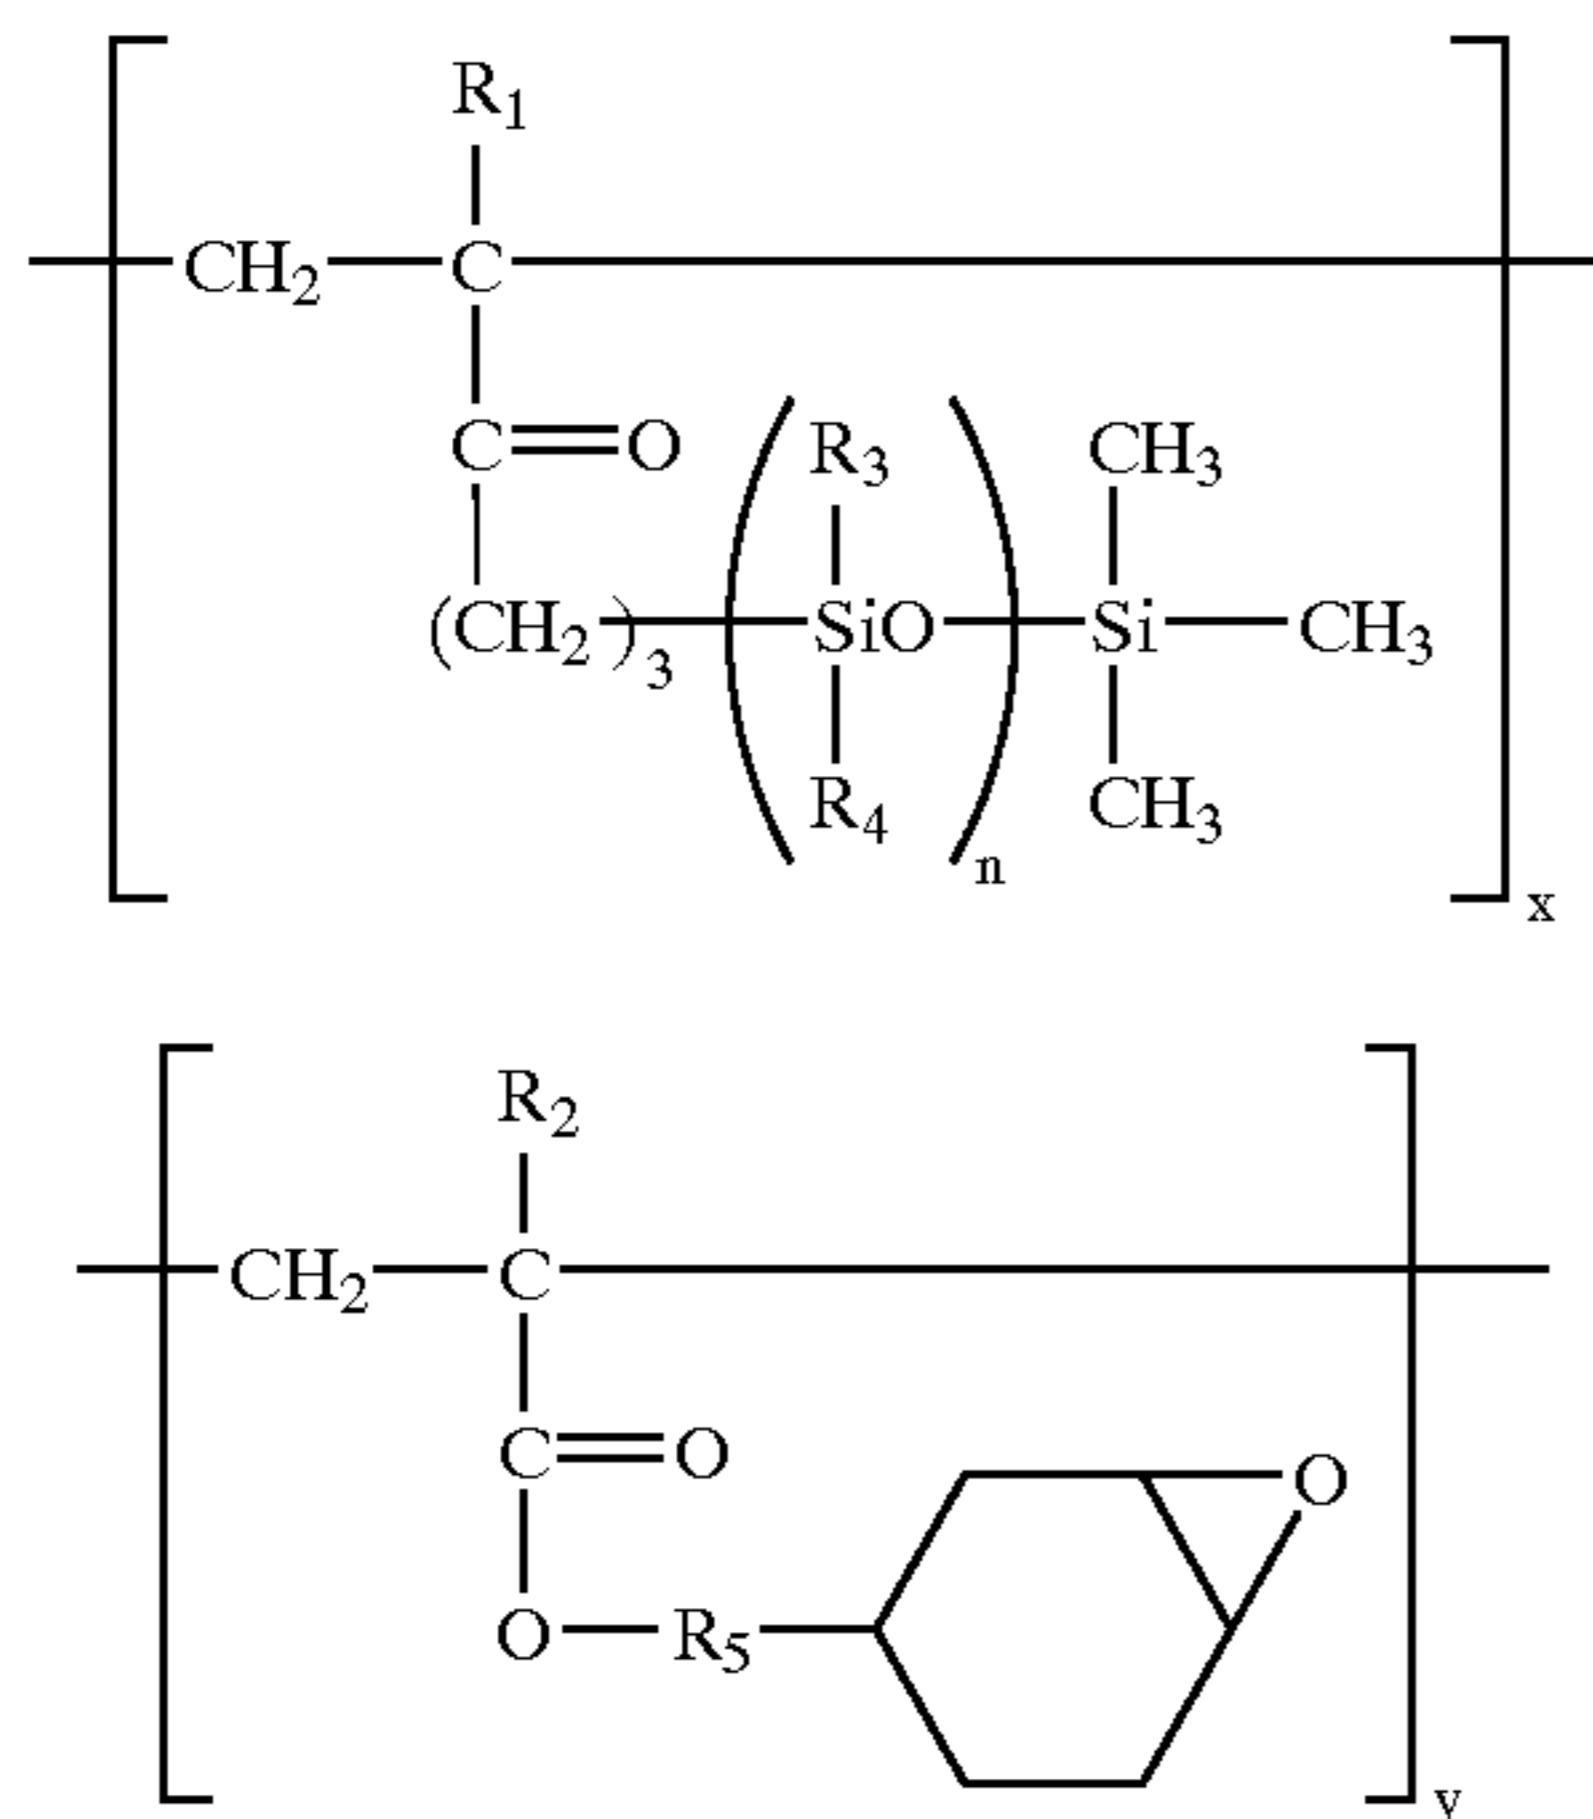 R1
CH2 C
C O R3 CH3
(CH2)3 SiO Si CH3
R4 CH3
n
x
R2
CH2 C
C O O
O R5
y